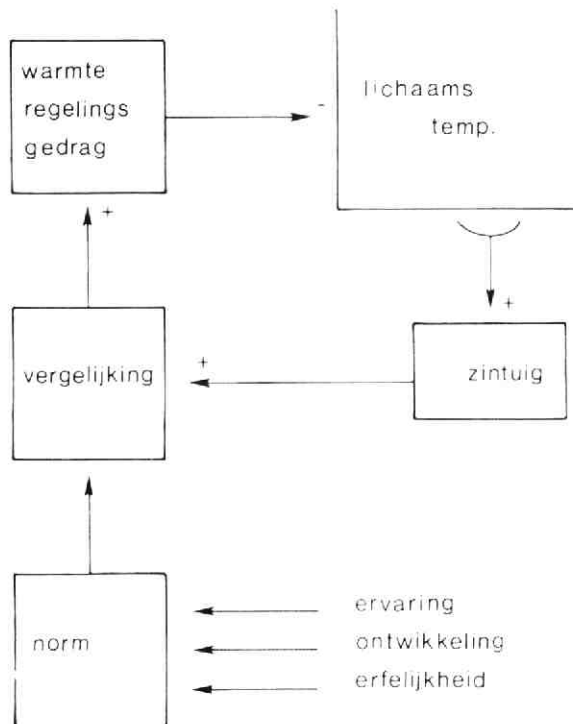 warmte
regelings
gedrag
-
lichaams
temp.
+
+
vergelijking
+
zintuig
norm
ervaring
ontwikkeling
erfelijkheid